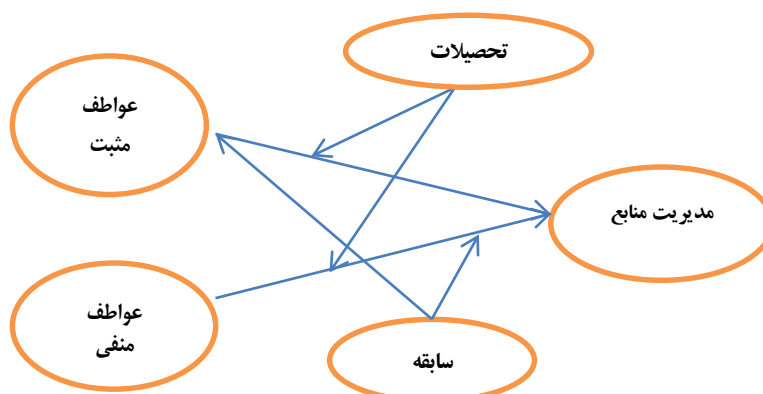 تحصیلات
عواطف
مثبت
مدیریت منابع
عواطف
منفی
سابقه